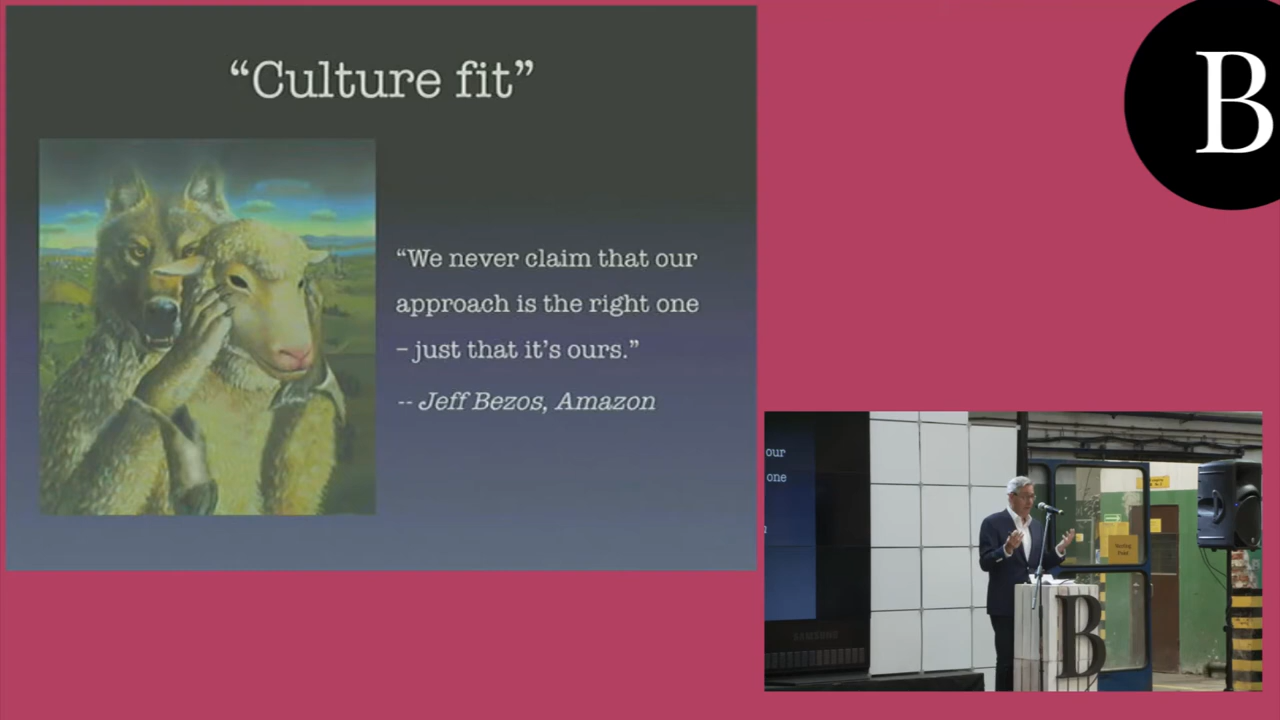 “Culture fit”
“We never claim that our
approach is the right one
– just that it’s ours.”
-- Jeff Bezos, Amazon
B
our
one
SAMSUNG
B